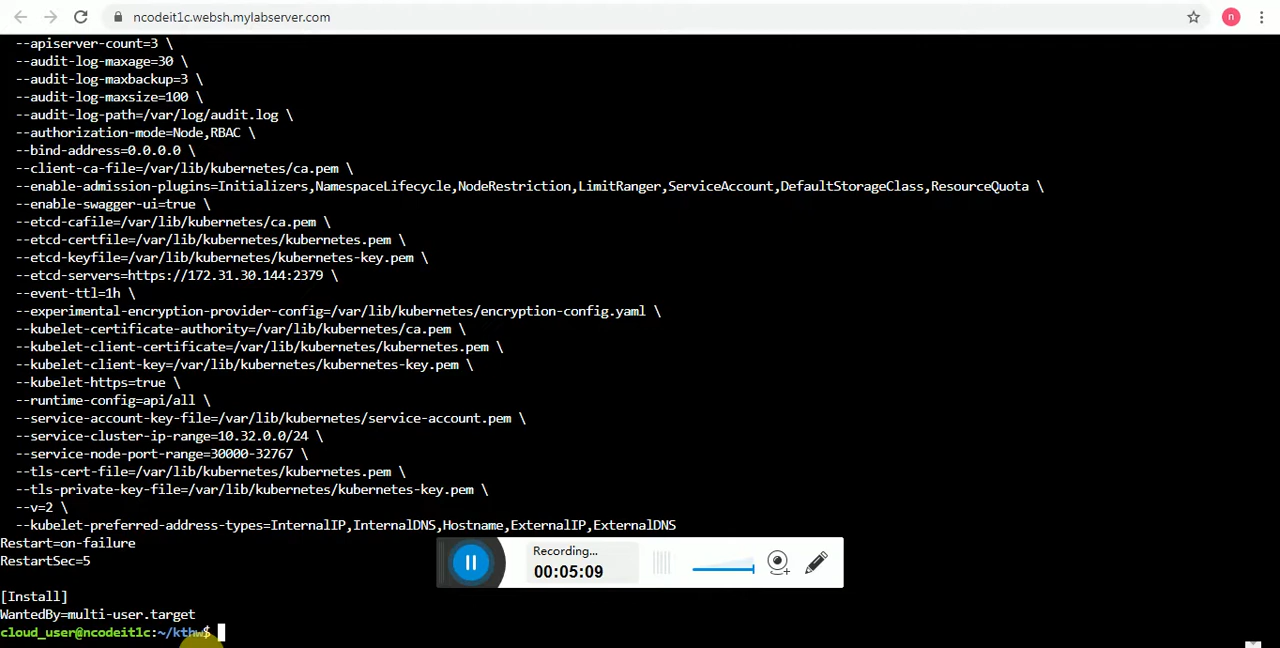 ncodeit1c.websh.mylabserver.com
n
--apiserver-count=3 \
--audit-log-maxage=30 \
--audit-log-maxbackup=3 \
--audit-log-maxsize=100 \
--audit-log-path=/var/log/audit.log \
--authorization-mode=Node,RBAC \
--bind-address=0.0.0.0 \
--client-ca-file=/var/lib/kubernetes/ca.pem \
--enable-admission-plugins=Initializers,NamespaceLifecycle,NodeRestriction,LimitRanger,ServiceAccount,DefaultStorageClass,ResourceQuota \
--enable-swagger-ui=true \
--etcd-cafile=/var/lib/kubernetes/ca.pem \
--etcd-certfile=/var/lib/kubernetes/kubernetes.pem \
--etcd-keyfile=/var/lib/kubernetes/kubernetes-key.pem \
--etcd-servers=https://172.31.30.144:2379 \
--event-ttl=1h \
--experimental-encryption-provider-config=/var/lib/kubernetes/encryption-config.yaml \
--kubelet-certificate-authority=/var/lib/kubernetes/ca.pem \
--kubelet-client-certificate=/var/lib/kubernetes/kubernetes.pem \
--kubelet-client-key=/var/lib/kubernetes/kubernetes-key.pem \
--kubelet-https=true \
--runtime-config=api/all \
--service-account-key-file=/var/lib/kubernetes/service-account.pem \
--service-cluster-ip-range=10.32.0.0/24 \
--service-node-port-range=30000-32767 \
--tls-cert-file=/var/lib/kubernetes/kubernetes.pem \
--tls-private-key-file=/var/lib/kubernetes/kubernetes-key.pem \
--v=2 \
--kubelet-preferred-address-types=InternalIP,InternalDNS,Hostname,ExternalIP,ExternalDNS
Restart=on-failure
RestartSec=5
Recording...
00:05:09
[Install]
WantedBy=multi-user.target
cloud_user@ncodeit1c:~/kthw$